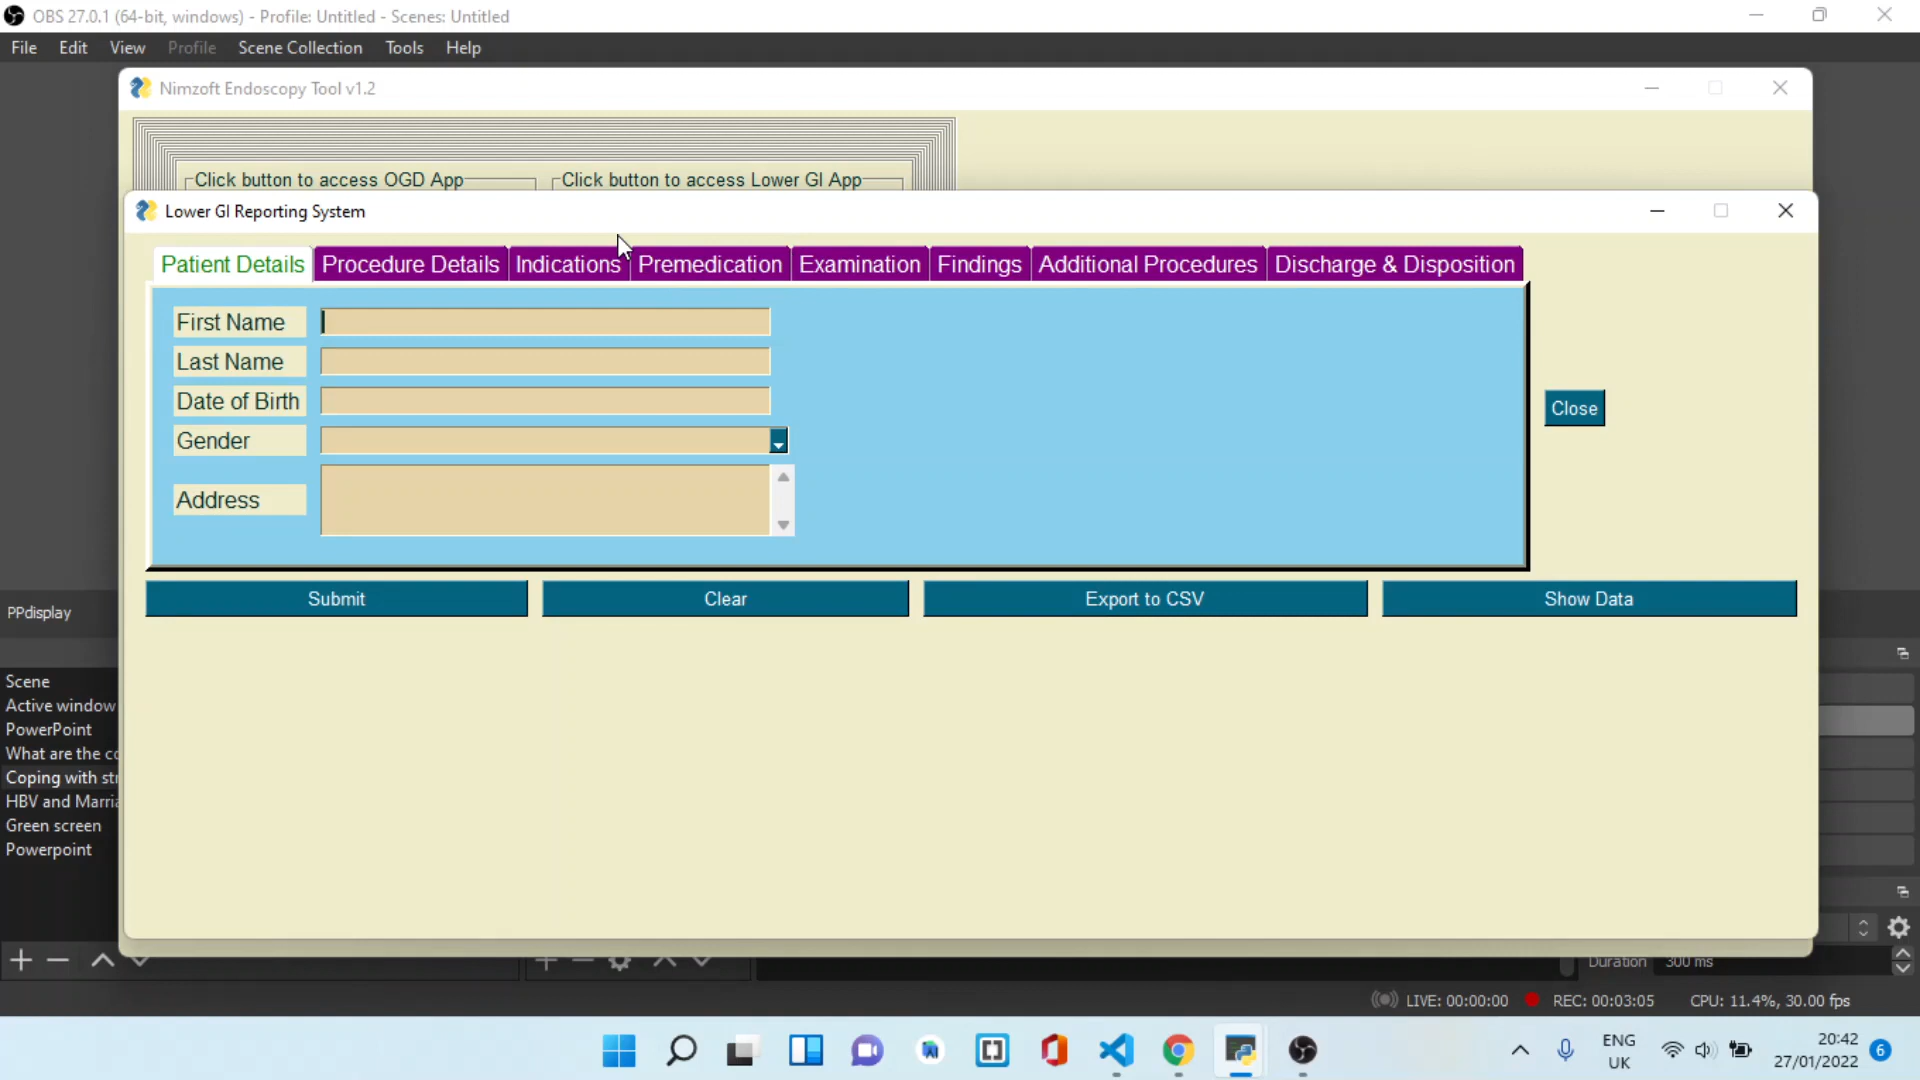 OBS 27.0.1 (64-bit, windows) - Profile: Untitled - Scenes: Untitled
File Edit View Profile Scene Collection Tools Help
Nimzoft Endoscopy Tool v1.2
Click button to access OGD App
Click button to access Lower GI App
Lower GI Reporting System
Patient Details Procedure Details Indications Premedication Examination Findings Additional Procedures Discharge & Disposition
First Name
Last Name
Date of Birth
Gender
Address
Close
Submit Clear Export to CSV Show Data
PPdisplay
Scene
Active window
PowerPoint
What are the
Coping with
HBV and
Green screen
Powerpoint
Duration 300 ms
LIVE: 00:00:00 REC: 00:03:05 CPU: 11.4%, 30.00 fps
ENG
UK
20:42
27/01/2022
6